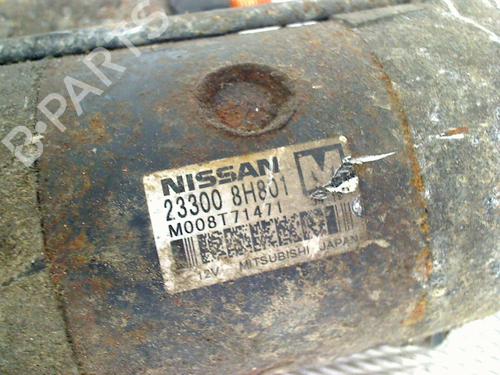 B-PARTS
NISSAN M
23300 8H801
M008T71471
12V MITSUBISHI JAPAN